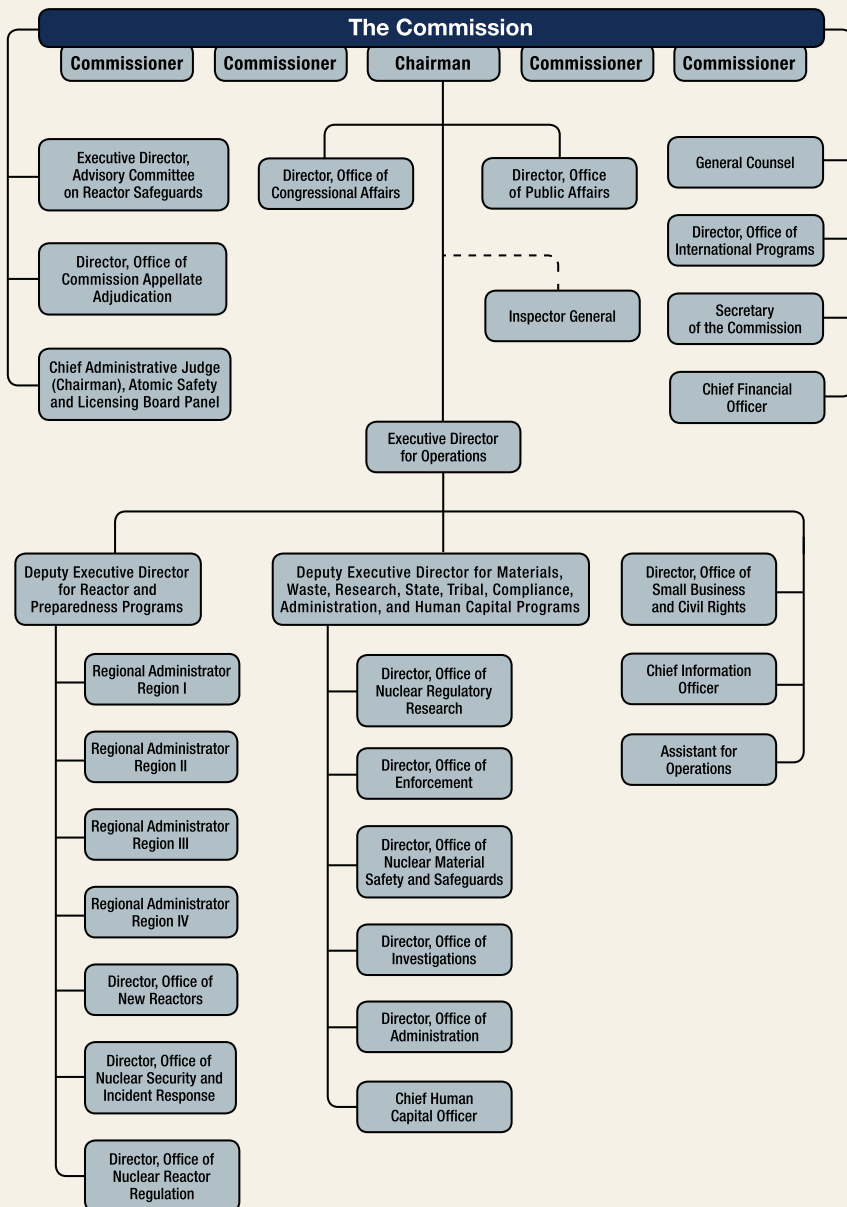 The Commission
Commissioner
Commissioner
Chairman
Commissioner
Commissioner
Executive Director,
Advisory Committee
on Reactor Safeguards
Director, Office of
Commission Appellate
Adjudication
Chief Administrative Judge
(Chairman), Atomic Safety
and Licensing Board Panel
Director, Office of
Congressional Affairs
Director, Office
of Public Affairs
Inspector General
General Counsel
Director, Office of
International Programs
Secretary
of the Commission
Chief Financial
Officer
Executive Director
for Operations
Deputy Executive Director
for Reactor and
Preparedness Programs
Regional Administrator
Region I
Regional Administrator
Region II
Regional Administrator
Region III
Regional Administrator
Region IV
Director, Office of
New Reactors
Director, Office of
Nuclear Security and
Incident Response
Director, Office of
Nuclear Reactor
Regulation
Deputy Executive Director for Materials,
Waste, Research, State, Tribal, Compliance,
Administration, and Human Capital Programs
Director, Office of
Nuclear Regulatory
Research
Director, Office of
Enforcement
Director, Office of
Nuclear Material
Safety and Safeguards
Director, Office of
Investigations
Director, Office of
Administration
Chief Human
Capital Officer
Director, Office of
Small Business
and Civil Rights
Chief Information
Officer
Assistant for
Operations